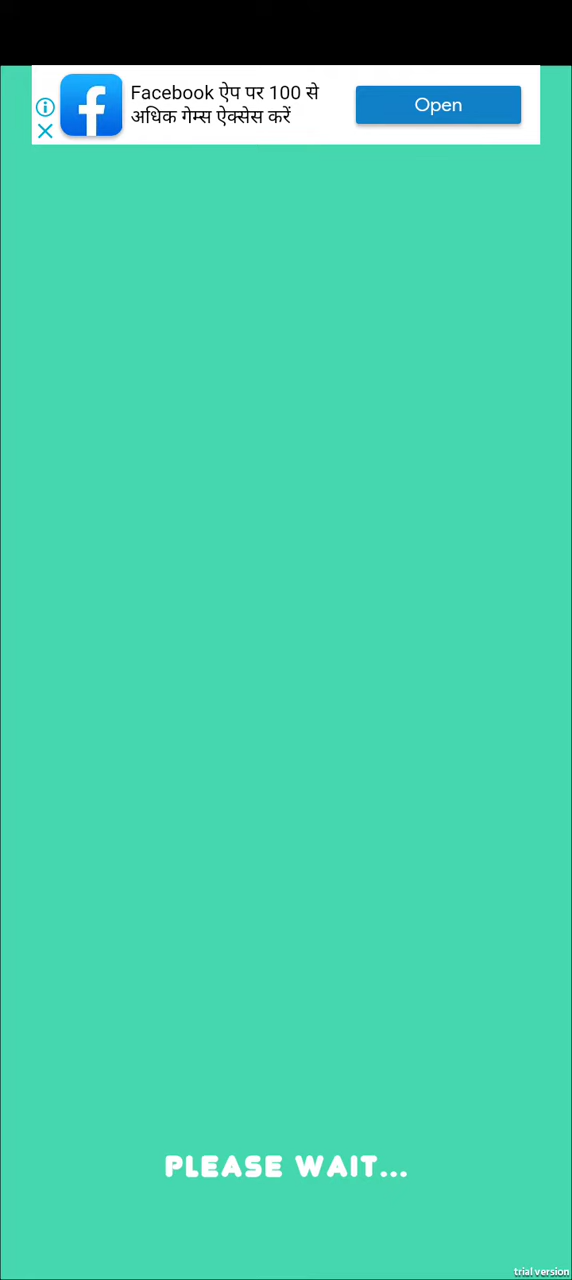 Facebook ऐप पर 100 से
अधिक गेम्स ऐक्सेस करें
Open
PLEASE WAIT...
trial version